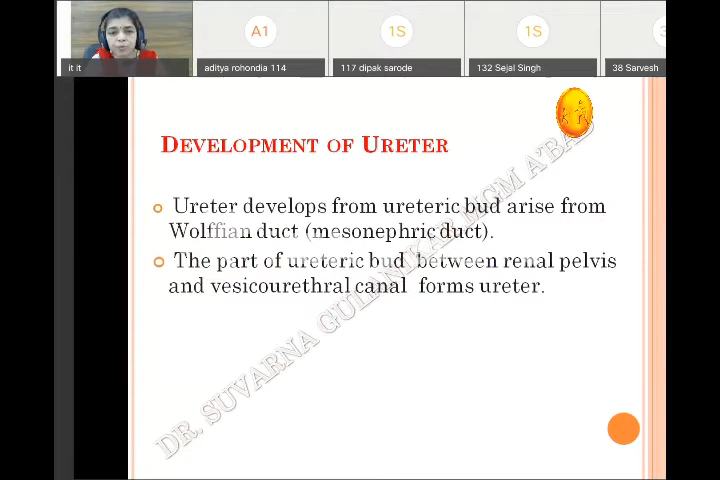 A1
1S
1S
3
it it
aditya rohondia 114
117 dipak sarode
132 Sejal Singh
38 Sarvesh
DEVELOPMENT OF URETER
Ureter develops from ureteric bud arise from
Wolffian duct (mesonephric duct).
The part of ureteric bud between renal pelvis
and vesicourethral canal forms ureter.
DR. SUVARNA GULANIKAR MGM A'BAD